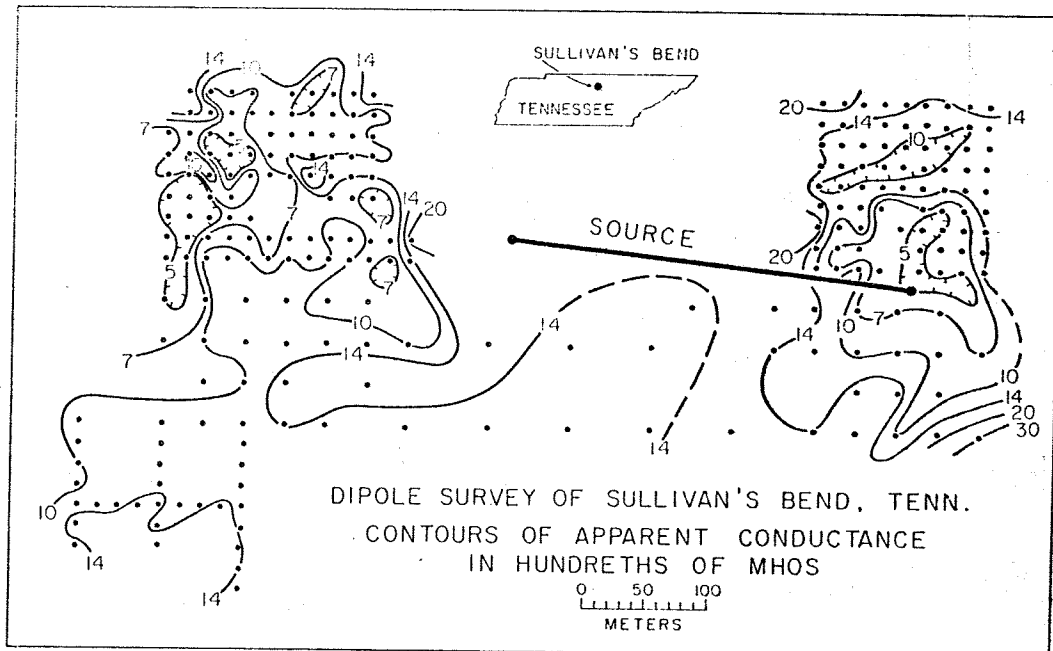 14 10 7 14
SULLIVAN'S BEND
TENNESSEE
20 14 10 14
7
14
7
14 20
7
SOURCE
20
5
5
7
10
14
14
14
10 7
7
10
14
20
30
14
10
14
14
DIPOLE SURVEY OF SULLIVAN'S BEND, TENN.
CONTOURS OF APPARENT CONDUCTANCE
IN HUNDRETHS OF MHOS
0 50 100
METERS